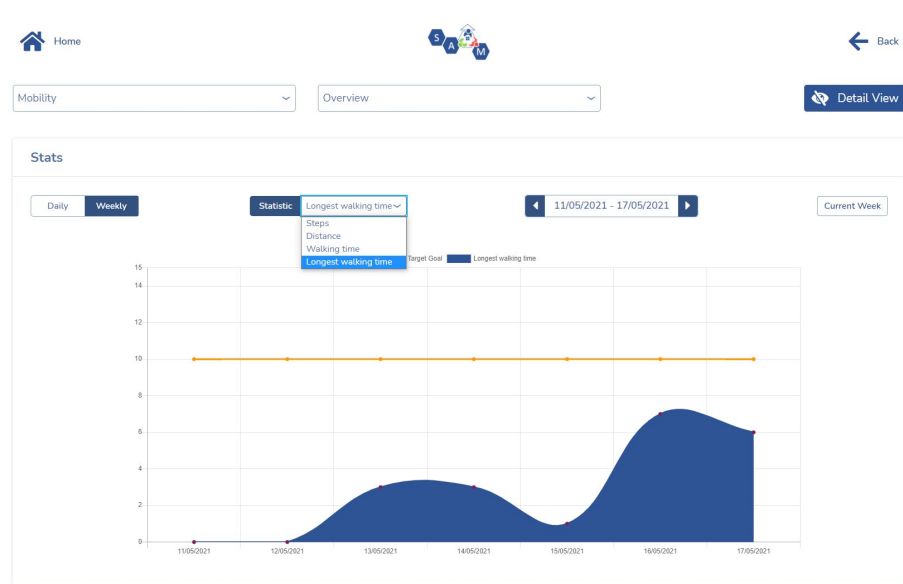 Home
S A M
Back
Mobility
Overview
Detail View
Stats
Daily Weekly
Statistic Longest walking time
11/05/2021 - 17/05/2021
Current Week
Steps
Distance
Walking time
Longest walking time
Target Goal Longest walking time
15
14
12
10
8
6
4
2
0
11/05/2021 12/05/2021 13/05/2021 14/05/2021 15/05/2021 16/05/2021 17/05/2021